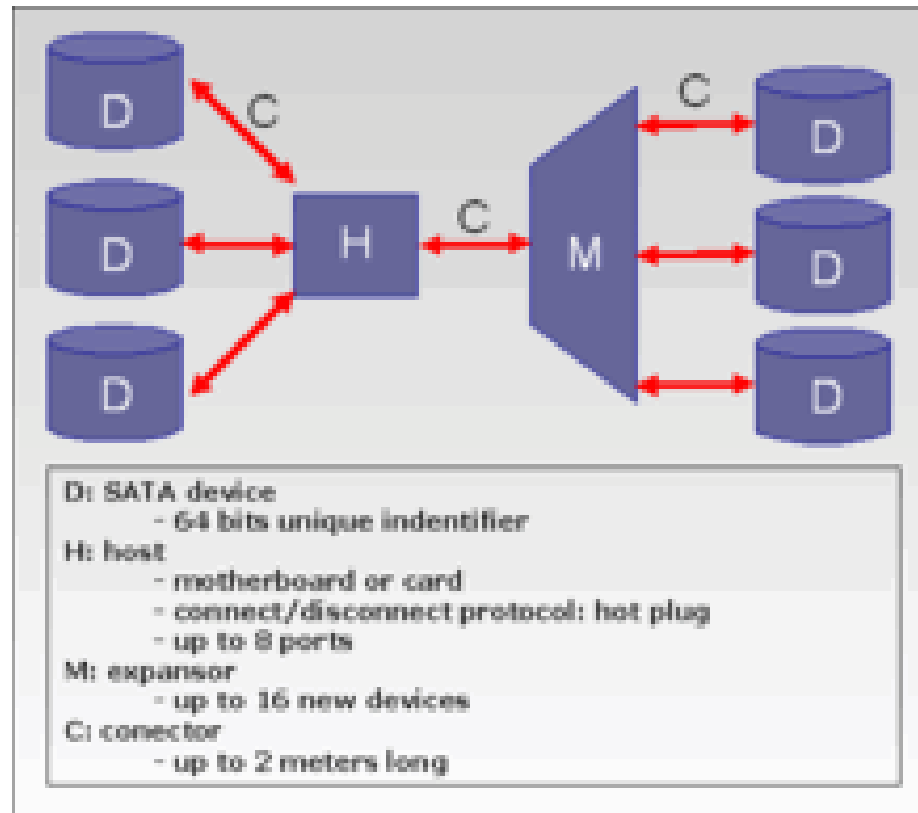 D
C
D
D
H
C
M
C
D
D
D
D: SATA device
- 64 bits unique indentifier
H: host
- motherboard or card
- connect/disconnect protocol: hot plug
- up to 8 ports
M: expansor
- up to 16 new devices
C: conector
- up to 2 meters long